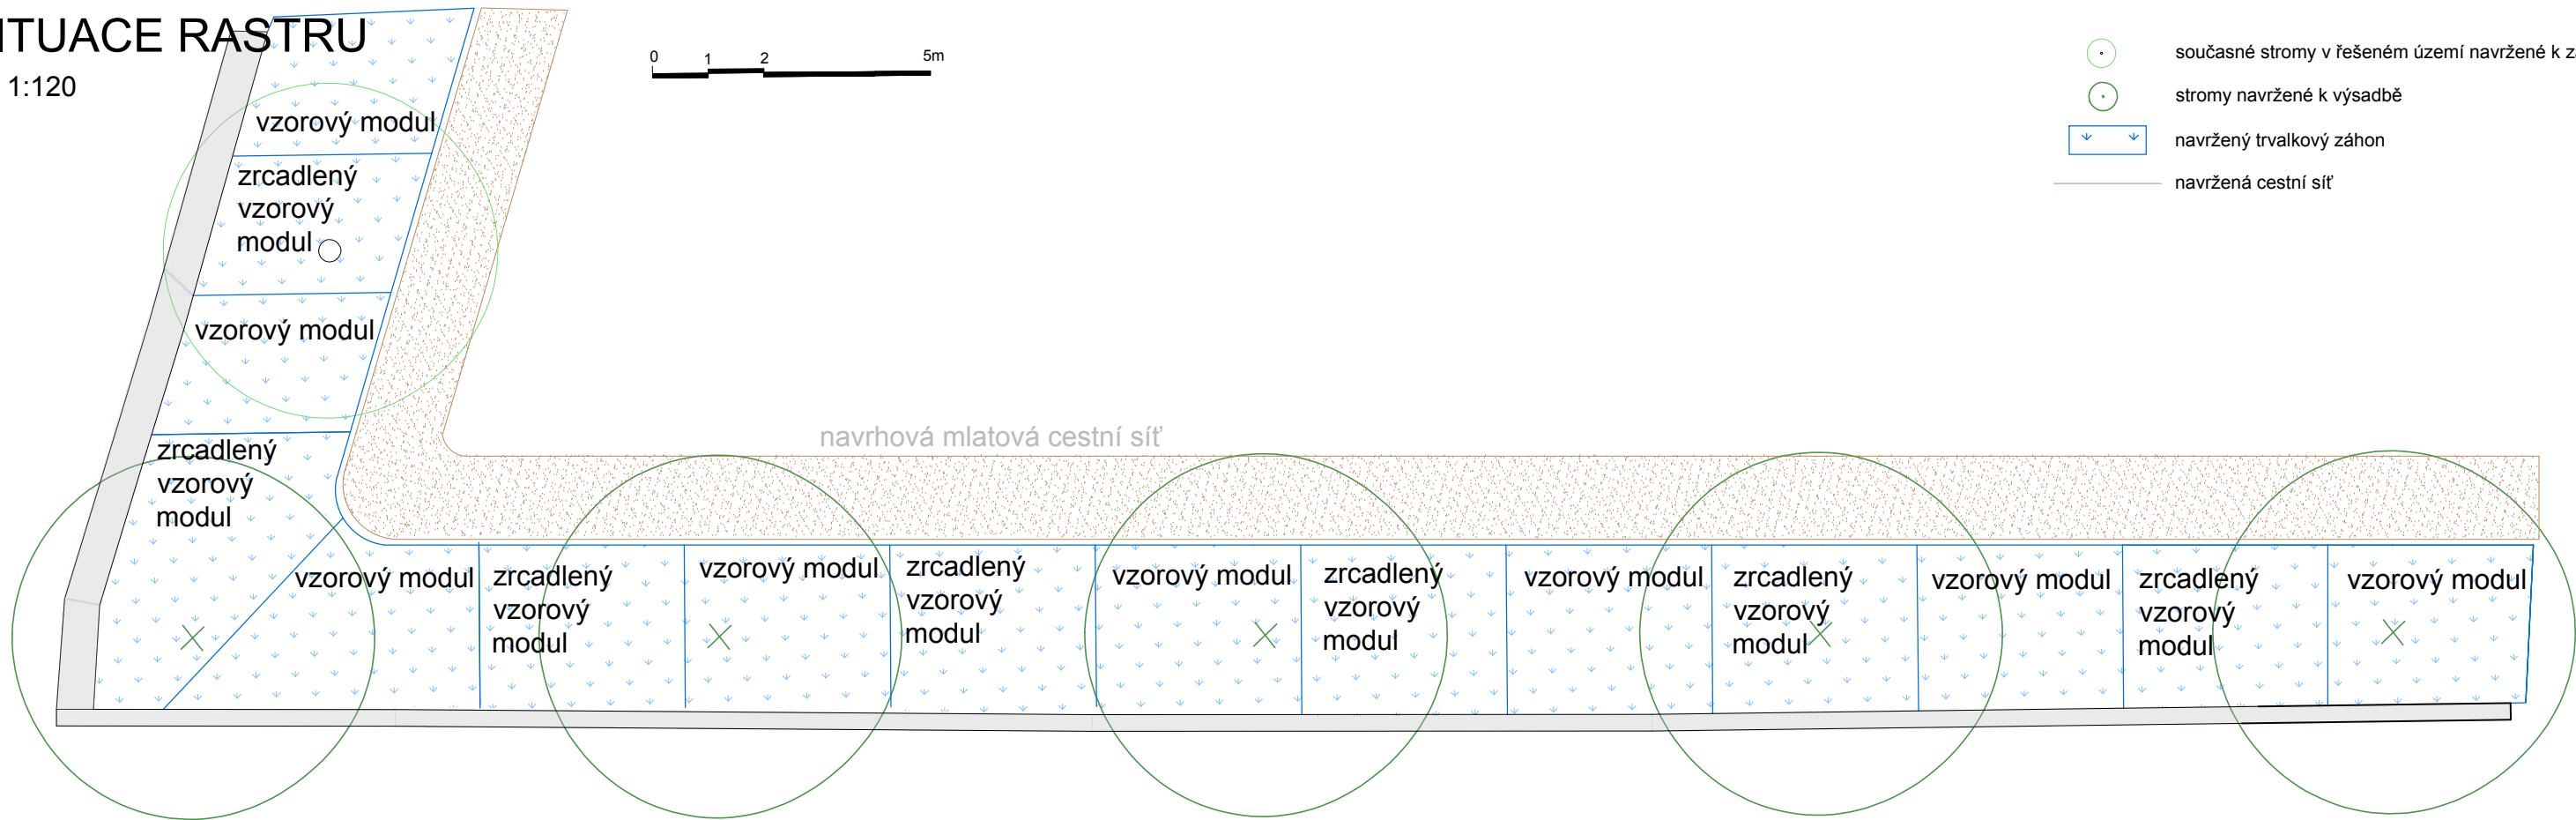 ITUACE RASTRU
1:120
0 1 2 5m
současné stromy v řešeném území navržené k
stromy navržené k výsadbě
navržený trvalkový záhon
navržená cestní síť
vzorový modul
zrcadlený
vzorový
modul
vzorový modul
navrhová mlatová cestní síť
zrcadlený
vzorový
modul
vzorový modul
zrcadlený
vzorový
modul
vzorový modul
zrcadlený
vzorový
modul
vzorový modul
zrcadlený
vzorový
modul
vzorový modul
zrcadlený
vzorový
modul
vzorový modul
zrcadlený
vzorový
modul
vzorový modul